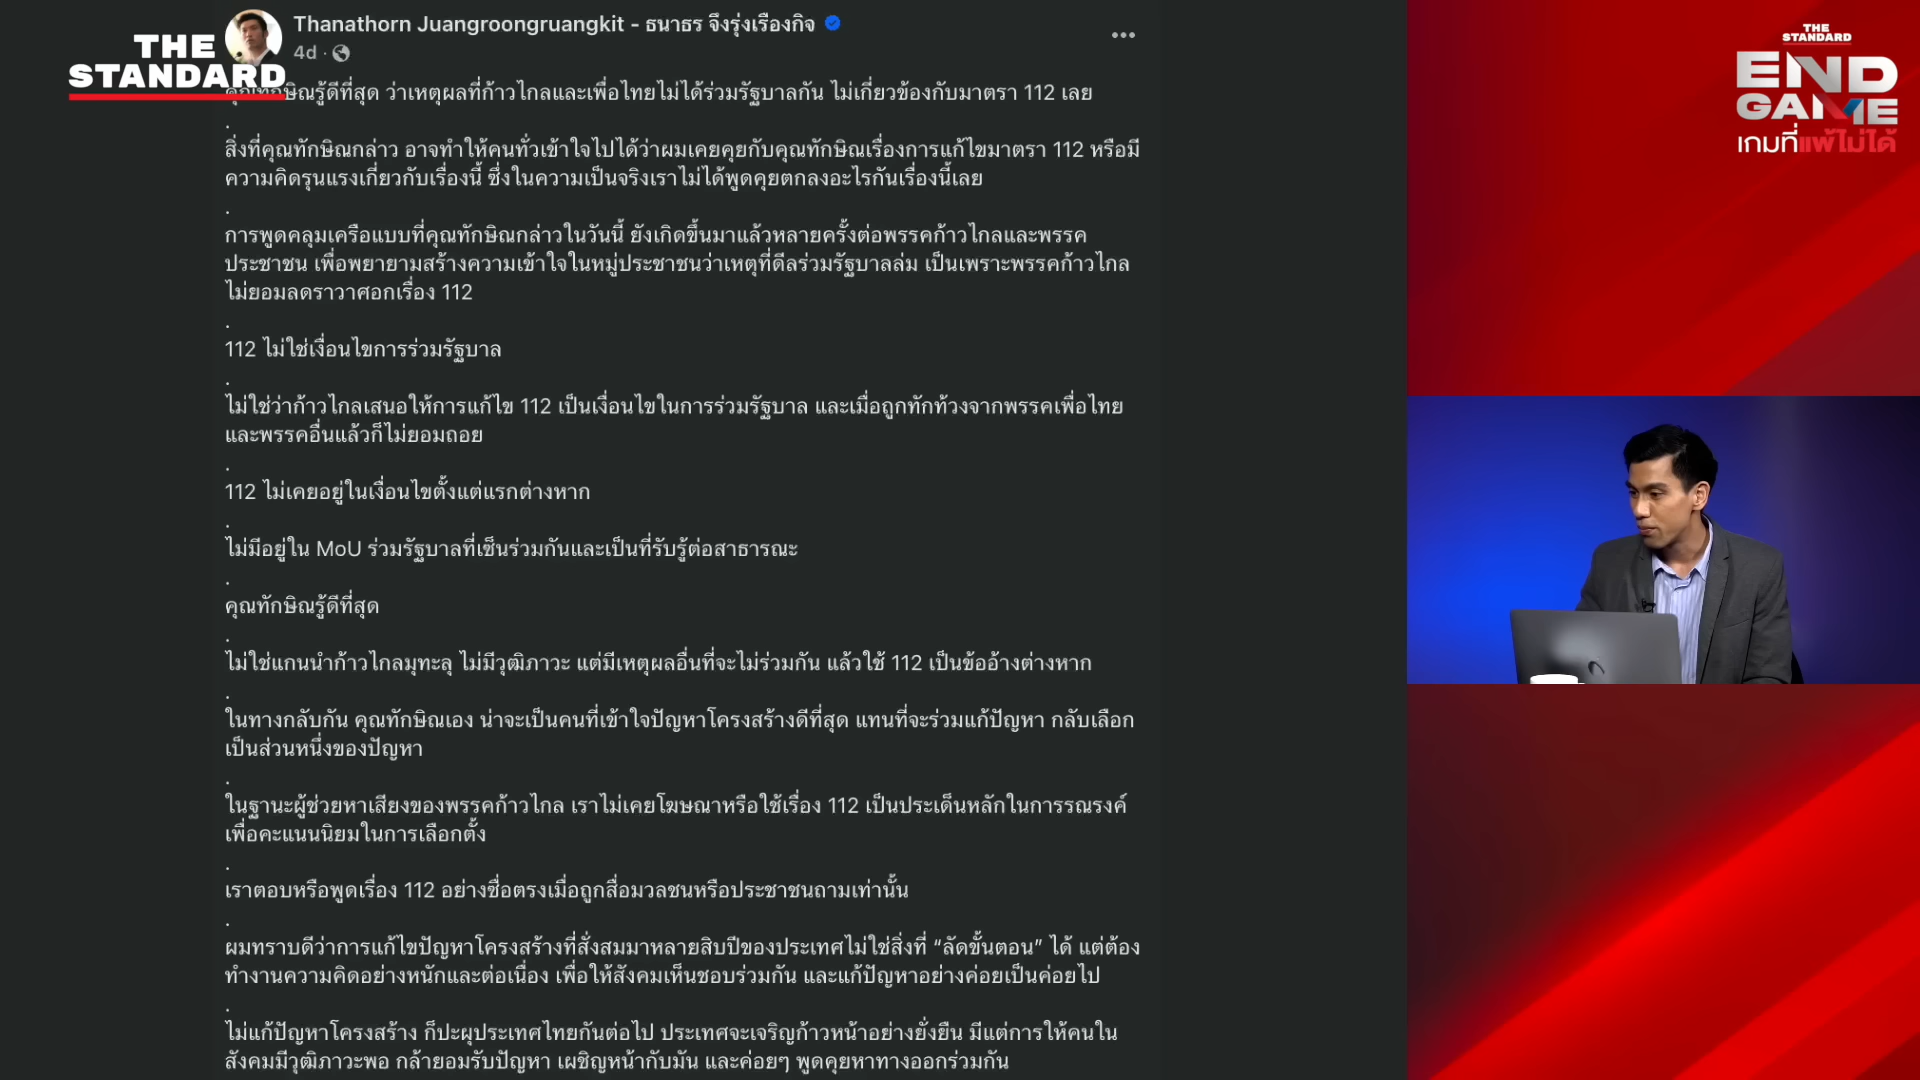 THE
STANDARD
Thanathorn Juangroongruangkit - ธนาธร จึงรุ่งเรืองกิจ
4d ·
คุณทักษิณรู้ดีที่สุด ว่าเหตุผลที่ก้าวไกลและเพื่อไทยไม่ได้ร่วมรัฐบาลกัน ไม่เกี่ยวข้องกับมาตรา 112 เลย
.
สิ่งที่คุณทักษิณกล่าว อาจทำให้คนทั่วเข้าใจไปได้ว่าผมเคยคุยกับคุณทักษิณเรื่องการแก้ไขมาตรา 112 หรือมี
ความคิดรุนแรงเกี่ยวกับเรื่องนี้ ซึ่งในความเป็นจริงเราไม่ได้พูดคุยตกลงอะไรกันเรื่องนี้เลย
.
การพูดคลุมเครือแบบที่คุณทักษิณกล่าวในวันนี้ ยังเกิดขึ้นมาแล้วหลายครั้งต่อพรรคก้าวไกลและพรรค
ประชาชน เพื่อพยายามสร้างความเข้าใจในหมู่ประชาชนว่าเหตุที่ดีลร่วมรัฐบาลล่ม เป็นเพราะพรรคก้าวไกล
ไม่ยอมลดราวาศอกเรื่อง 112
.
112 ไม่ใช่เงื่อนไขการร่วมรัฐบาล
.
ไม่ใช่ว่าก้าวไกลเสนอให้การแก้ไข 112 เป็นเงื่อนไขในการร่วมรัฐบาล และเมื่อถูกทักท้วงจากพรรคเพื่อไทย
และพรรคอื่นแล้วก็ไม่ยอมถอย
.
112 ไม่เคยอยู่ในเงื่อนไขตั้งแต่แรกต่างหาก
.
ไม่มีอยู่ใน MoU ร่วมรัฐบาลที่เซ็นร่วมกันและเป็นที่รับรู้ต่อสาธารณะ
.
คุณทักษิณรู้ดีที่สุด
.
ไม่ใช่แกนนำก้าวไกลมุทะลุ ไม่มีวุฒิภาวะ แต่มีเหตุผลอื่นที่จะไม่ร่วมกัน แล้วใช้ 112 เป็นข้ออ้างต่างหาก
.
ในทางกลับกัน คุณทักษิณเอง น่าจะเป็นคนที่เข้าใจปัญหาโครงสร้างดีที่สุด แทนที่จะร่วมแก้ปัญหา กลับเลือก
เป็นส่วนหนึ่งของปัญหา
.
ในฐานะผู้ช่วยหาเสียงของพรรคก้าวไกล เราไม่เคยโฆษณาหรือใช้เรื่อง 112 เป็นประเด็นหลักในการรณรงค์
เพื่อคะแนนนิยมในการเลือกตั้ง
.
เราตอบหรือพูดเรื่อง 112 อย่างซื่อตรงเมื่อถูกสื่อมวลชนหรือประชาชนถามเท่านั้น
.
ผมทราบดีว่าการแก้ไขปัญหาโครงสร้างที่สั่งสมมาหลายสิบปีของประเทศไม่ใช่สิ่งที่ “ลัดขั้นตอน” ได้ แต่ต้อง
ทำงานความคิดอย่างหนักและต่อเนื่อง เพื่อให้สังคมเห็นชอบร่วมกัน และแก้ปัญหาอย่างค่อยเป็นค่อยไป
.
ไม่แก้ปัญหาโครงสร้าง ก็ปะผุประเทศไทยกันต่อไป ประเทศจะเจริญก้าวหน้าอย่างยั่งยืน มีแต่การให้คนใน
สังคมมีวุฒิภาวะพอ กล้ายอมรับปัญหา เผชิญหน้ากับมัน และค่อยๆ พูดคุยหาทางออกร่วมกัน
THE
STANDARD
END
GAME
เกมที่แพ้ไม่ได้